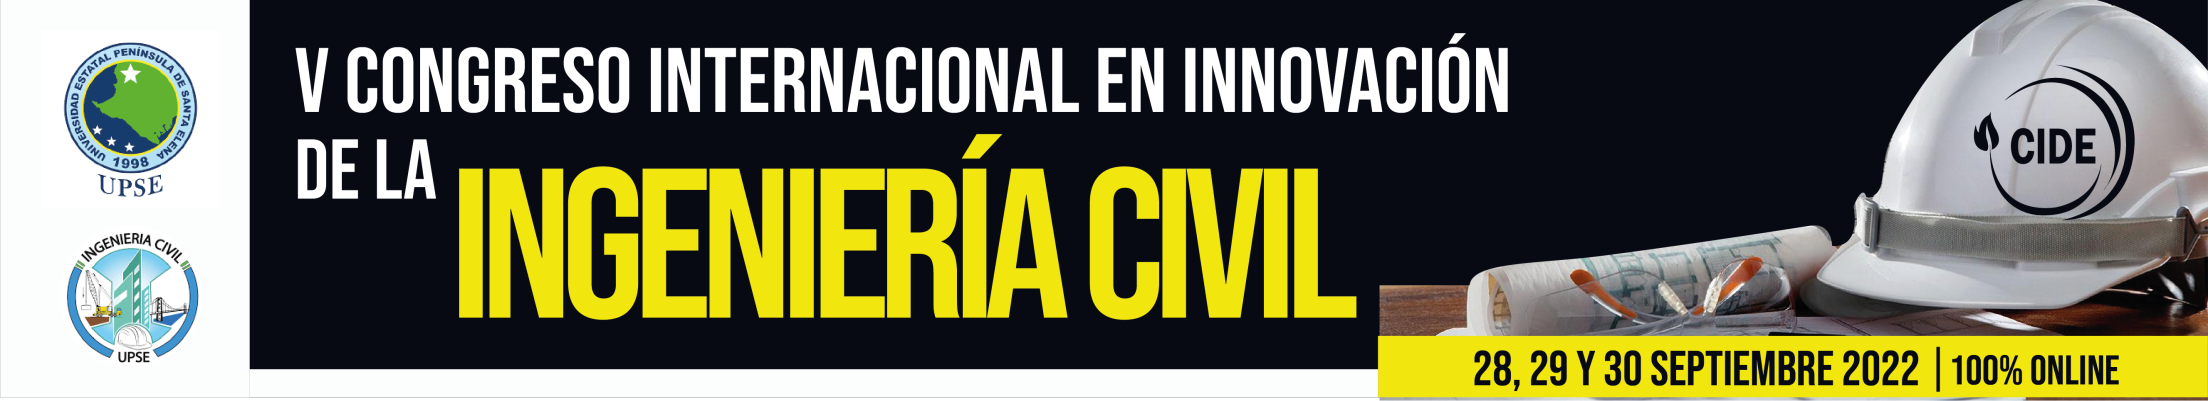 UNIVERSIDAD ESTATAL PENÍNSULA DE SANTA ELENA
1998
UPSE
INGENIERIA CIVIL
UPSE
V CONGRESO INTERNACIONAL EN INNOVACIÓN
DE LA INGENIERÍA CIVIL
CIDE
28, 29 Y 30 SEPTIEMBRE 2022 | 100% ONLINE